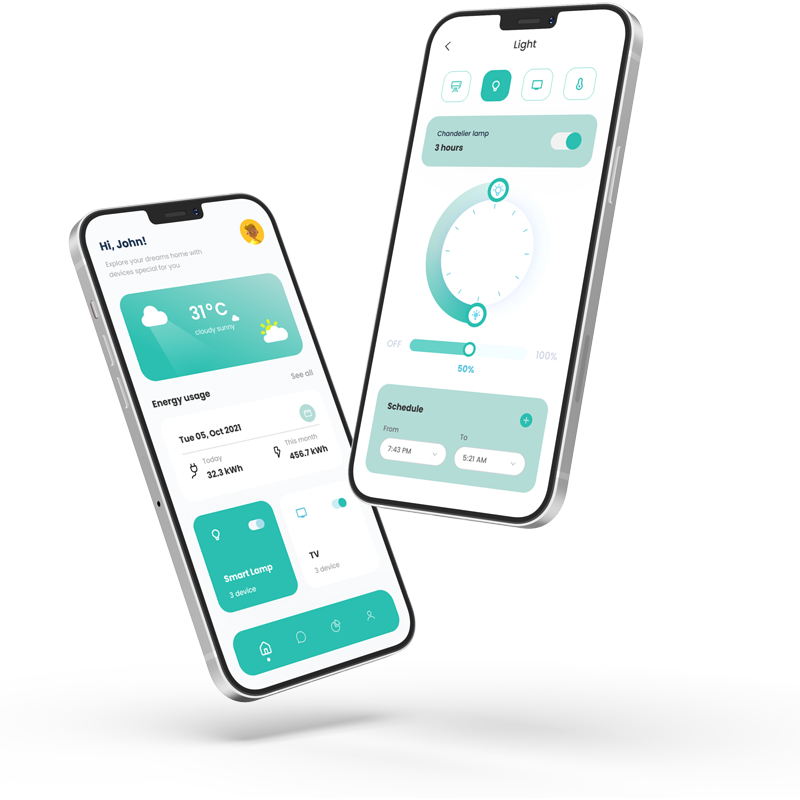 Hi, John!
Explore your dreams home with
devices special for you
31°C
cloudy sunny
Energy usage
See all
Tue 05, Oct 2021
Today
32.3 kWh
This month
456.7 kWh
Smart Lamp
3 device
TV
3 device
Light
Chandelier lamp
3 hours
OFF
100%
50%
Schedule
From
7:43 PM
To
5:21 AM